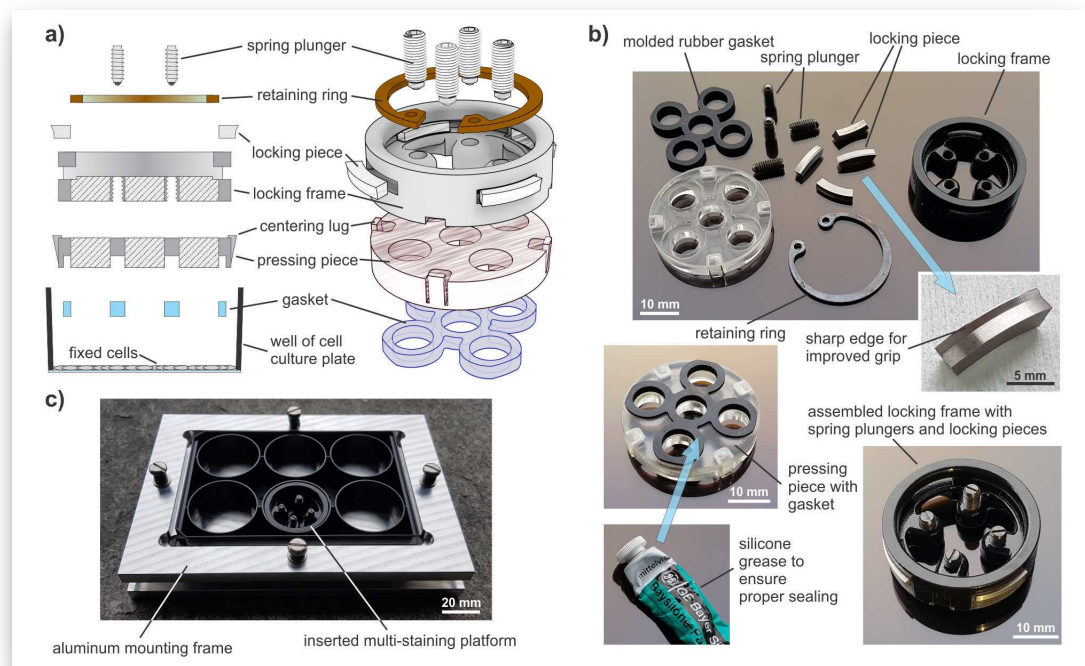 a)
spring plunger
retaining ring
locking piece
locking frame
centering lug
pressing piece
gasket
well of cell
culture plate
fixed cells
b)
molded rubber gasket
spring plunger
locking piece
locking frame
10 mm
retaining ring
sharp edge for
improved grip
5 mm
10 mm
pressing
piece with
gasket
silicone
grease to
ensure
proper sealing
GE Bayer
baysilone
assembled locking frame with
spring plungers and locking pieces
10 mm
c)
20 mm
aluminum mounting frame
inserted multi-staining platform